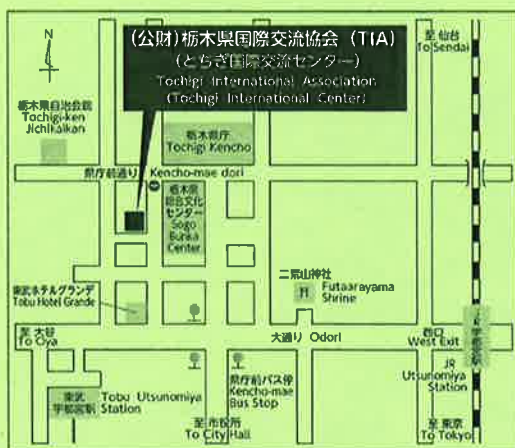 (公財)栃木県国際交流協会 (TIA)
(とちぎ国際交流センター)
Tochigi International Association
(Tochigi International Center)
至 仙台
To Sendai
N
栃木県自治会館
Tochigi-ken
Jichikaikan
栃木県庁
Tochigi Kencho
県庁前通り Kencho-mae dori
栃木県
総合文化
センター
Sogo
Bunka
Center
東武ホテルグランデ
Tobu Hotel Grande
二荒山神社
Futaarayama
Shrine
至 大谷
To Oya
大通り Odori
西口
West Exit
JR宇都宮駅
JR
Utsunomiya
Station
東武
宇都宮駅
Tobu Utsunomiya
Station
県庁前バス停
Kencho-mae
Bus Stop
至 市役所
To City Hall
至 東京
To Tokyo